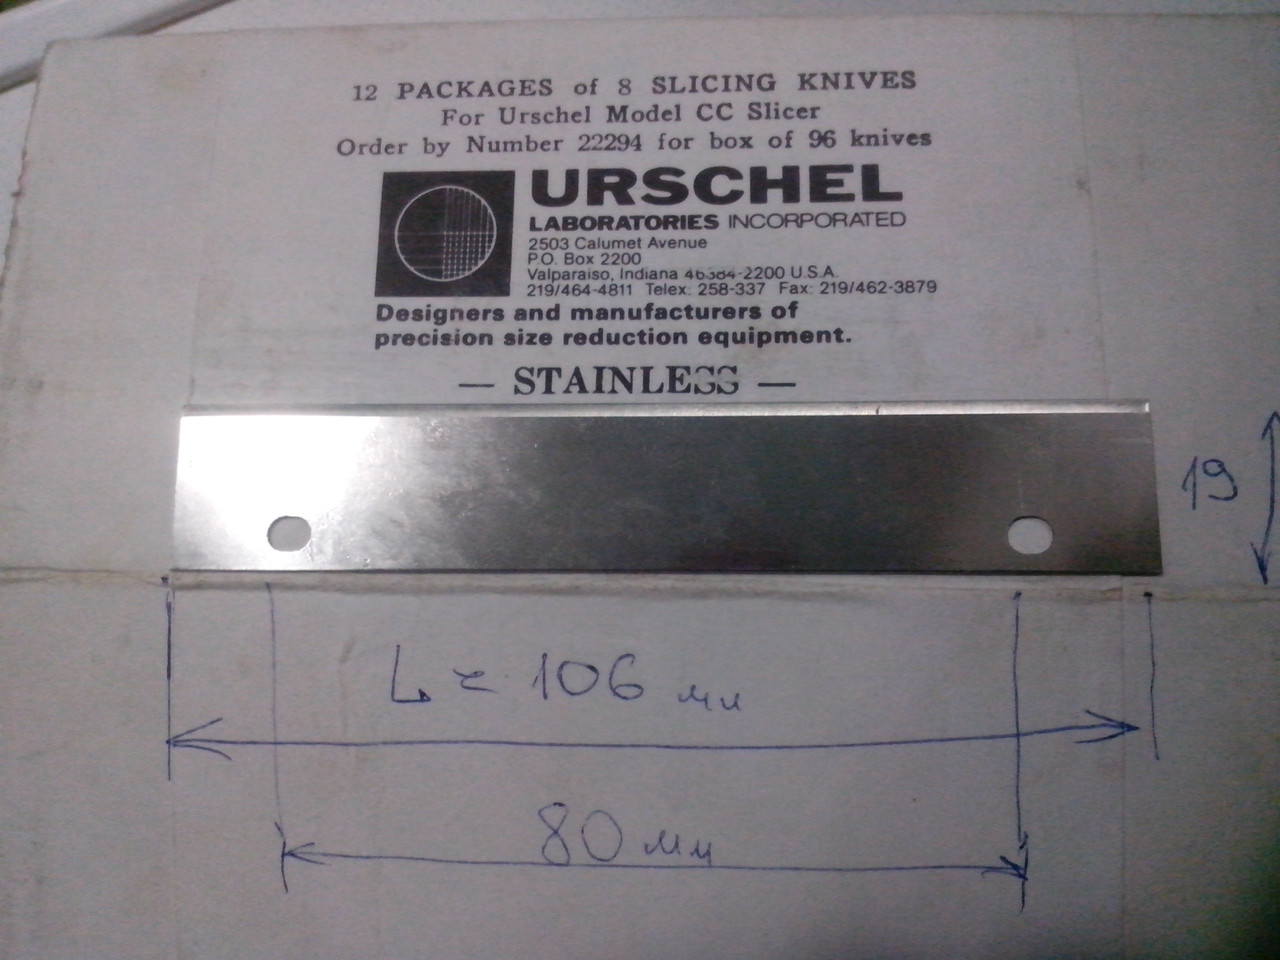 12 PACKAGES of 8 SLICING KNIVES
For Urschel Model CC Slicer
Order by Number 22294 for box of 96 knives
URSCHEL
LABORATORIES INCORPORATED
2503 Calumet Avenue
P.O. Box 2200
Valparaiso, Indiana 46384-2200 U.S.A.
219/464-4811 Telex: 258-337 Fax: 219/462-3879
Designers and manufacturers of
precision size reduction equipment.
— STAINLESS —
19
L = 106 мм
80 мм